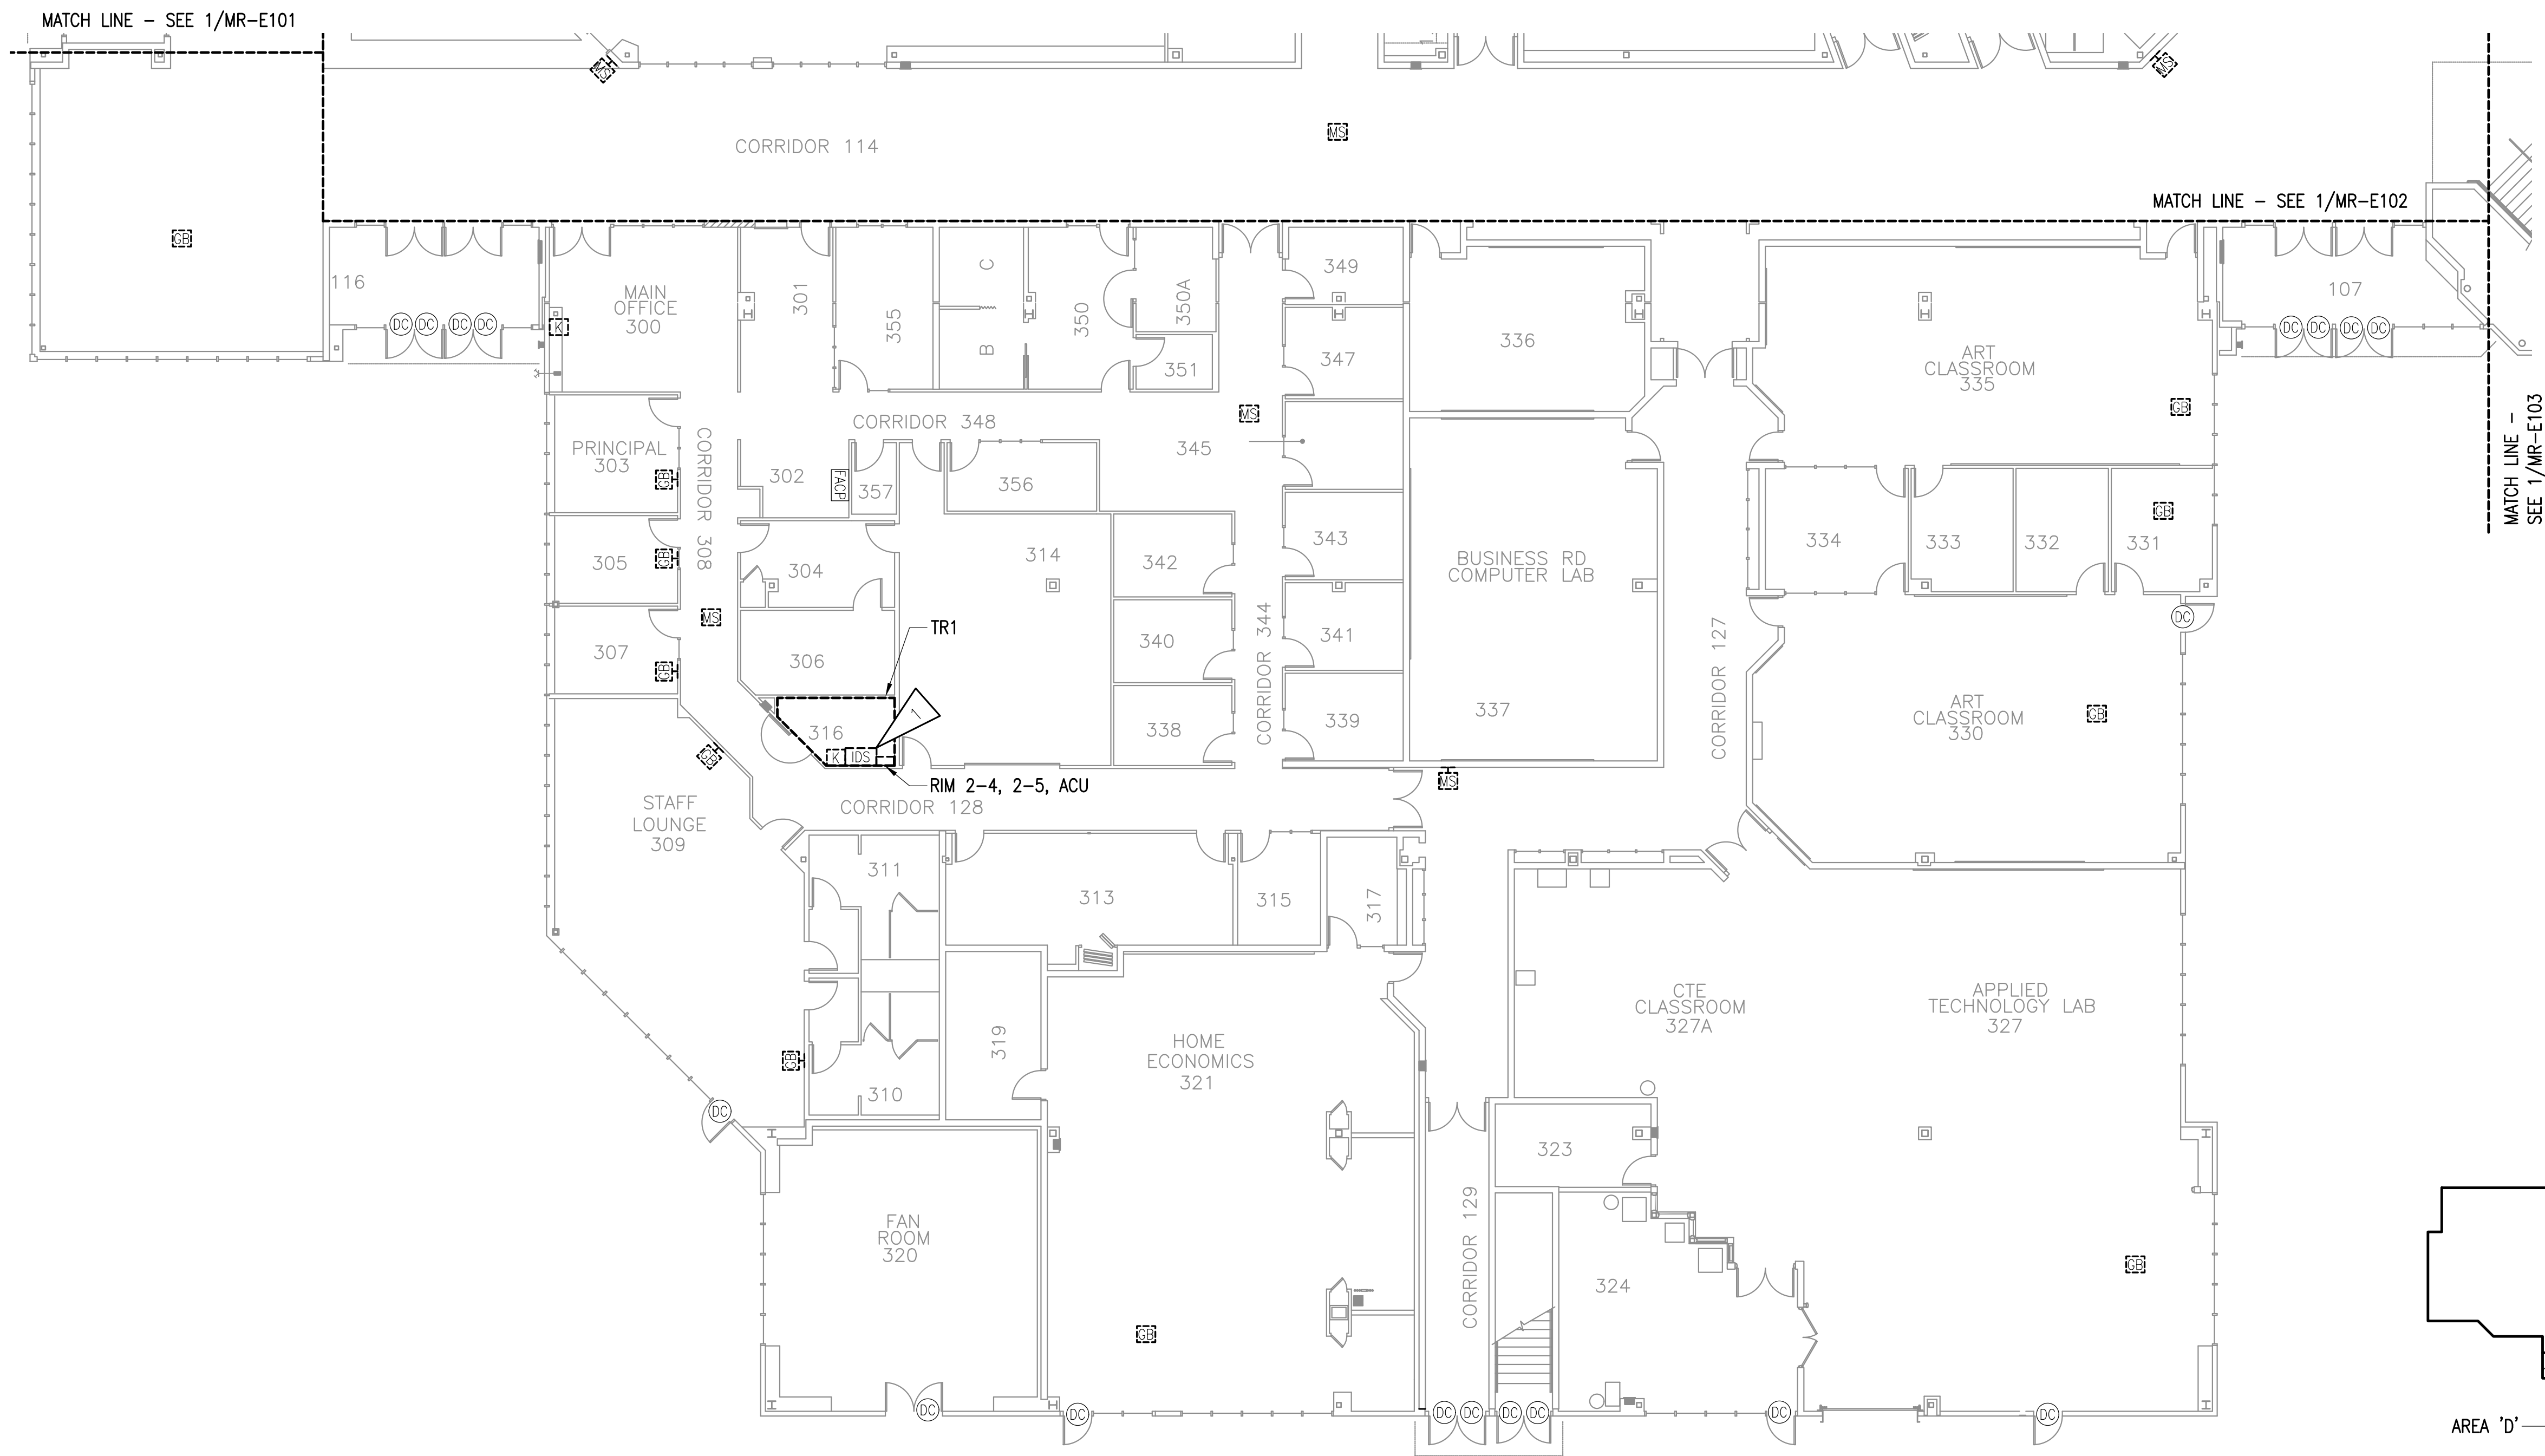 MATCH LINE - SEE 1/MR-E101
MS
MS
MS
CORRIDOR 114
MATCH LINE - SEE 1/MR-E102
GB
116
DC
DC
DC
DC
K
MAIN
OFFICE
300
301
355
C
B
350
350A
351
349
347
336
ART
CLASSROOM
335
107
DC
DC
DC
DC
GB
MATCH LINE -
SEE 1/MR-E103
PRINCIPAL
303
GB
CORRIDOR 308
CORRIDOR 348
MS
345
302
FACP
357
356
305
GB
304
314
342
343
BUSINESS RD
COMPUTER LAB
334
333
332
331
GB
DC
MS
307
GB
306
TR1
340
341
CORRIDOR 344
CORRIDOR 127
ART
CLASSROOM
330
GB
316
1
K
IDS
338
339
337
GB
RIM 2-4, 2-5, ACU
MS
CORRIDOR 128
STAFF
LOUNGE
309
311
313
315
317
CTE
CLASSROOM
327A
APPLIED
TECHNOLOGY LAB
327
319
HOME
ECONOMICS
321
GB
310
DC
323
FAN
ROOM
320
CORRIDOR 129
324
GB
GB
DC
DC
DC
DC
DC
DC
DC
DC
AREA 'D'